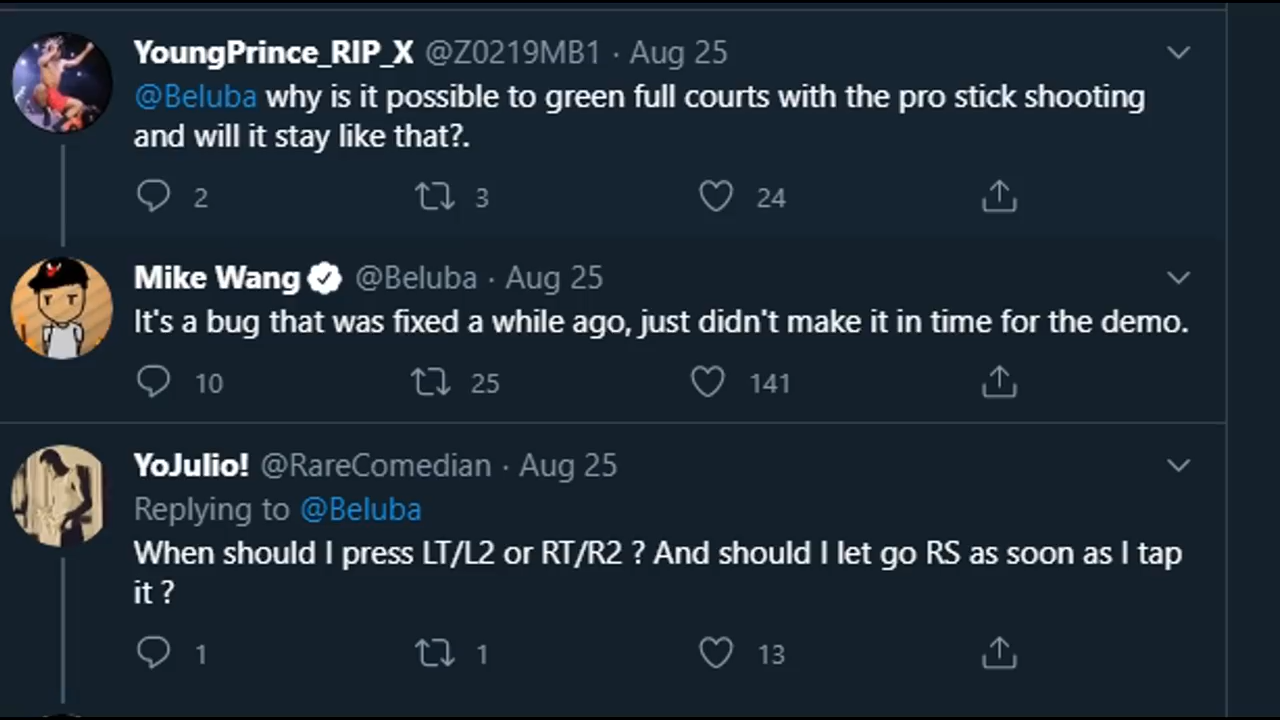 YoungPrince_RIP_X @Z0219MB1 · Aug 25
@Beluba why is it possible to green full courts with the pro stick shooting
and will it stay like that?.
2 3 24
Mike Wang @Beluba · Aug 25
It's a bug that was fixed a while ago, just didn't make it in time for the demo.
10 25 141
YoJulio! @RareComedian · Aug 25
Replying to @Beluba
When should I press LT/L2 or RT/R2 ? And should I let go RS as soon as I tap
it ?
1 1 13